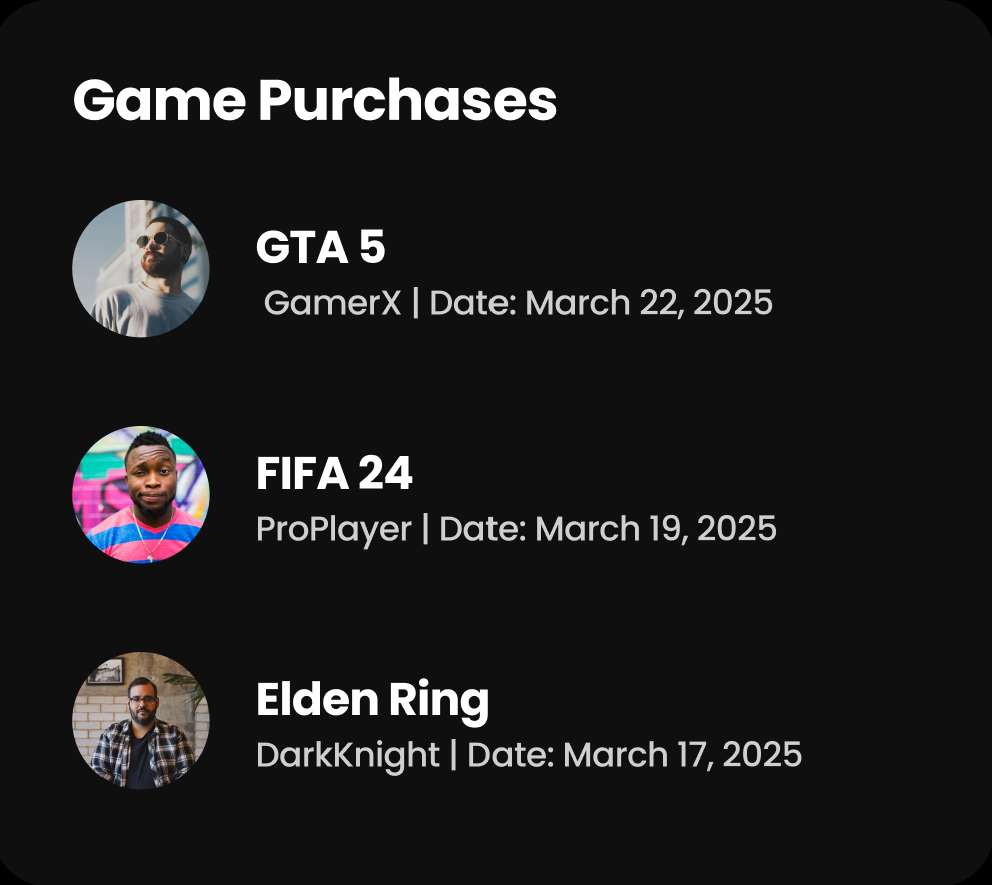 Game Purchases
GTA 5
GamerX | Date: March 22, 2025
FIFA 24
ProPlayer | Date: March 19, 2025
Elden Ring
DarkKnight | Date: March 17, 2025